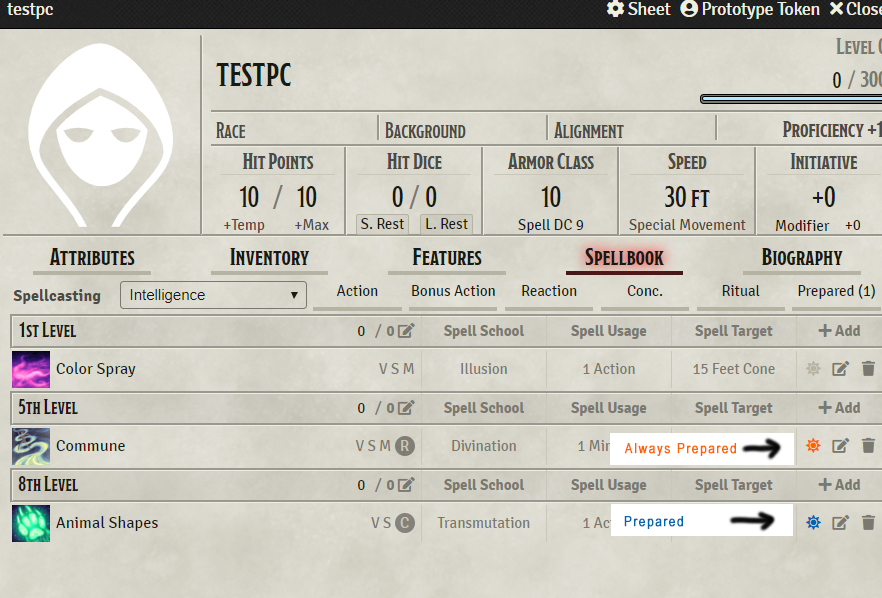 testpc
Sheet Prototype Token Close
TESTPC
LEVEL
0 / 300
RACE BACKGROUND ALIGNMENT PROFICIENCY +1
HIT POINTS HIT DICE ARMOR CLASS SPEED INITIATIVE
10 / 10 0 / 0 10 30 FT +0
+Temp +Max S. Rest L. Rest Spell DC 9 Special Movement Modifier +0
ATTRIBUTES INVENTORY FEATURES SPELLBOOK BIOGRAPHY
Spellcasting Intelligence Action Bonus Action Reaction Conc. Ritual Prepared (1)
1ST LEVEL 0 / 0 Spell School Spell Usage Spell Target Add
Color Spray V S M Illusion 1 Action 15 Feet Cone
5TH LEVEL 0 / 0 Spell School Spell Usage Spell Target Add
Commune V S M R Divination 1 Min Always Prepared
8TH LEVEL 0 / 0 Spell School Spell Usage Spell Target Add
Animal Shapes V S C Transmutation 1 Ac Prepared